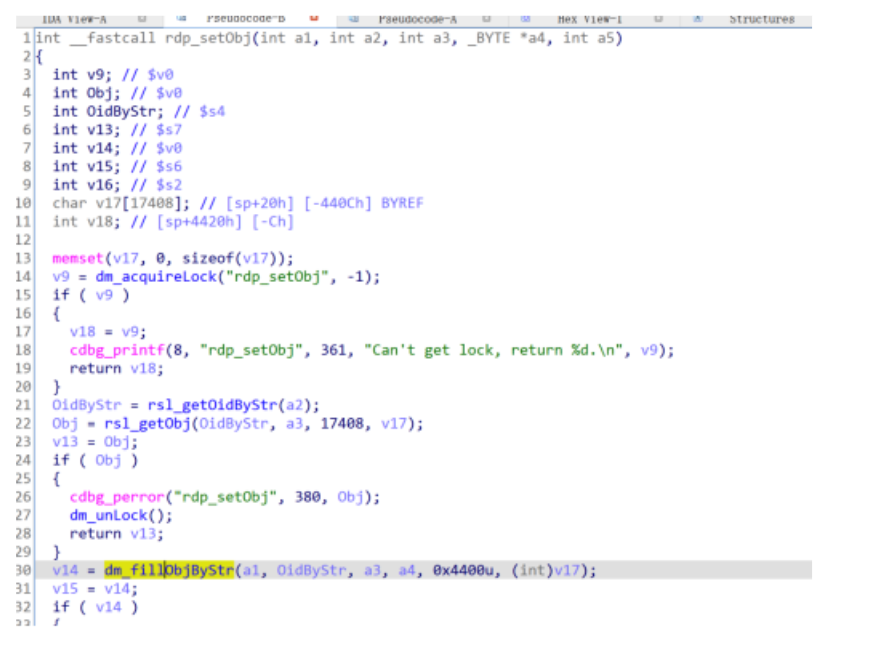 IDA View-A Pseudocode-B Pseudocode-A Hex View-1 Structures
1 int __fastcall rdp_setObj(int a1, int a2, int a3, _BYTE *a4, int a5)
2 {
3 int v9; // $v0
4 int Obj; // $v0
5 int OidByStr; // $s4
6 int v13; // $s7
7 int v14; // $v0
8 int v15; // $s6
9 int v16; // $s2
10 char v17[17408]; // [sp+20h] [-440Ch] BYREF
11 int v18; // [sp+4420h] [-Ch]
12
13 memset(v17, 0, sizeof(v17));
14 v9 = dm_acquireLock("rdp_setObj", -1);
15 if ( v9 )
16 {
17 v18 = v9;
18 cdbg_printf(8, "rdp_setObj", 361, "Can't get lock, return %d.\n", v9);
19 return v18;
20 }
21 OidByStr = rsl_getOidByStr(a2);
22 Obj = rsl_getObj(OidByStr, a3, 17408, v17);
23 v13 = Obj;
24 if ( Obj )
25 {
26 cdbg_perror("rdp_setObj", 380, Obj);
27 dm_unLock();
28 return v13;
29 }
30 v14 = dm_fillObjByStr(a1, OidByStr, a3, a4, 0x4400u, (int)v17);
31 v15 = v14;
32 if ( v14 )
33 {